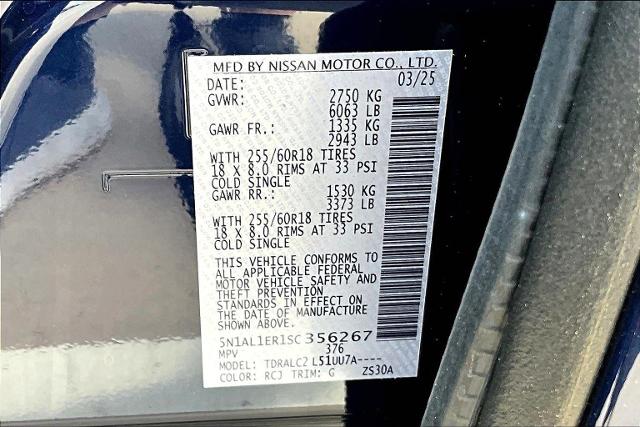 MFD BY NISSAN MOTOR CO., LTD.
DATE: 03/25
GVWR: 2750 KG
6063 LB
GAWR FR.: 1335 KG
2943 LB
WITH 255/60R18 TIRES
18 X 8.0 RIMS AT 33 PSI
COLD SINGLE
GAWR RR.: 1530 KG
3373 LB
WITH 255/60R18 TIRES
18 X 8.0 RIMS AT 33 PSI
COLD SINGLE
THIS VEHICLE CONFORMS TO
ALL APPLICABLE FEDERAL
MOTOR VEHICLE SAFETY AND
THEFT PREVENTION
STANDARDS IN EFFECT ON
THE DATE OF MANUFACTURE
SHOWN ABOVE.
5N1AL1ER1SC356267
MPV 376
MODEL: TDRALC2 L51UU7A----
COLOR: RCJ TRIM: G ZS30A